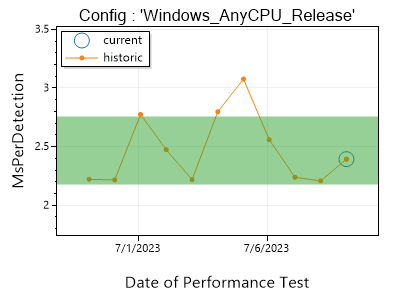 Config : 'Windows_AnyCPU_Release'
3.5
current
historic
3
MsPerDetection
2.5
2
7/1/2023 7/6/2023
Date of Performance Test